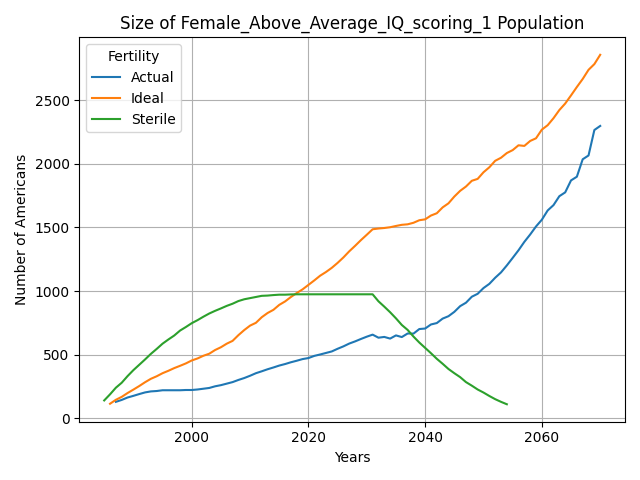 Size of Female_Above_Average_IQ_scoring_1 Population
Fertility
Actual
Ideal
Sterile
Number of Americans
2500
2000
1500
1000
500
0
2000
2020
2040
2060
Years